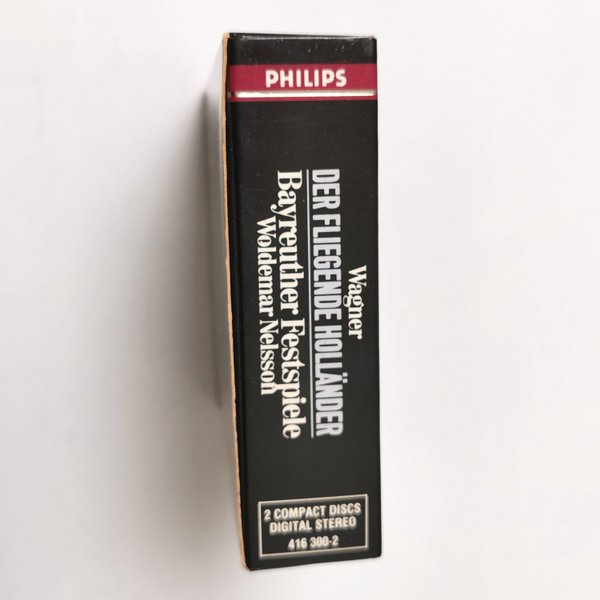 PHILIPS
Wagner
DER FLIEGENDE HOLLÄNDER
Bayreuther Festspiele
Woldemar Nelsson
2 COMPACT DISCS
DIGITAL STEREO
416 300-2